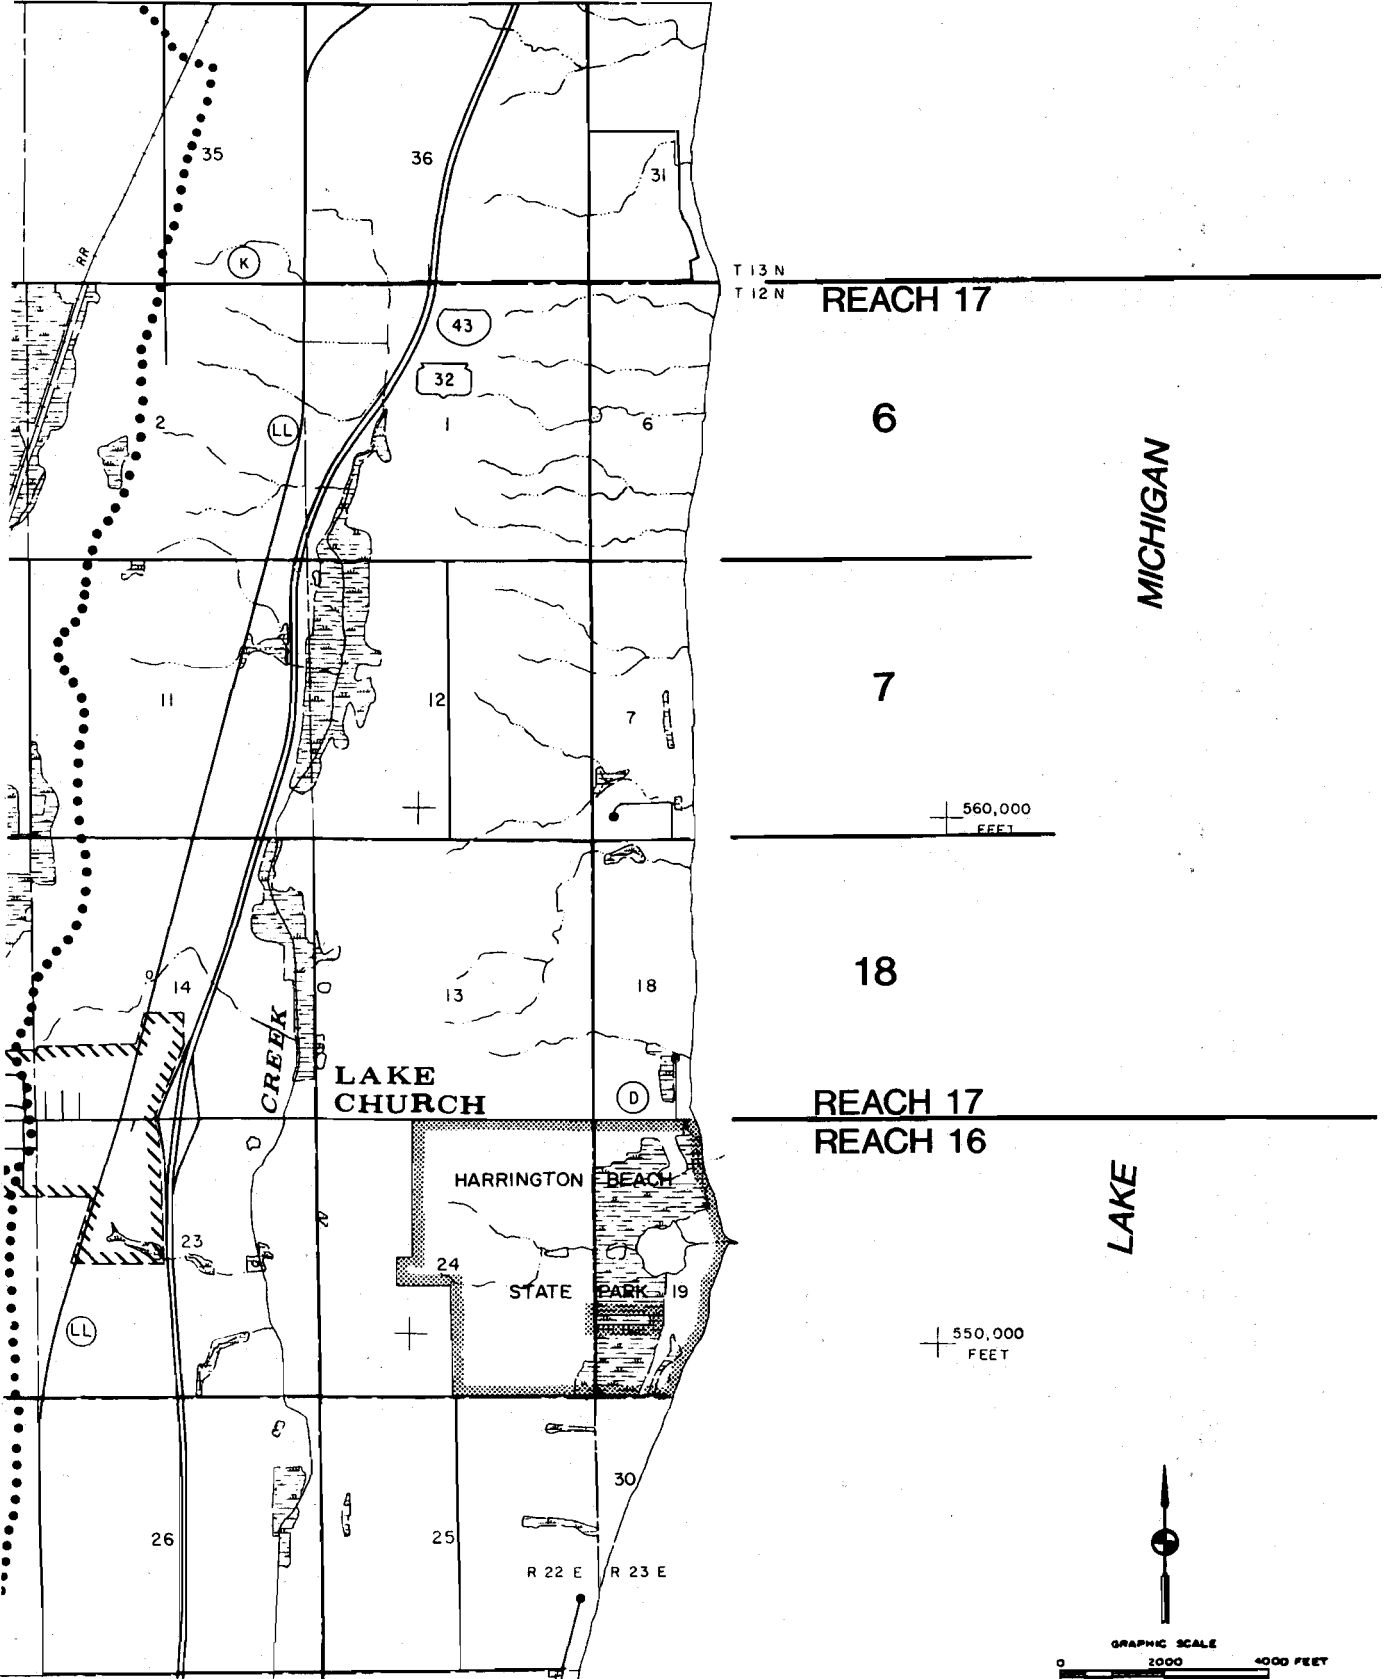 35
36
31
RR
K
T 13 N
T 12 N
REACH 17
43
32
2
LL
1
6
6
MICHIGAN
11
12
7
7
560,000
FEET
14
13
18
18
CREEK
O
LAKE
CHURCH
D
REACH 17
REACH 16
HARRINGTON BEACH
LAKE
N
23
24
STATE PARK 19
LL
550,000
FEET
E
30
26
25
R 22 E R 23 E
GRAPHIC SCALE
0 2000 4000 FEET